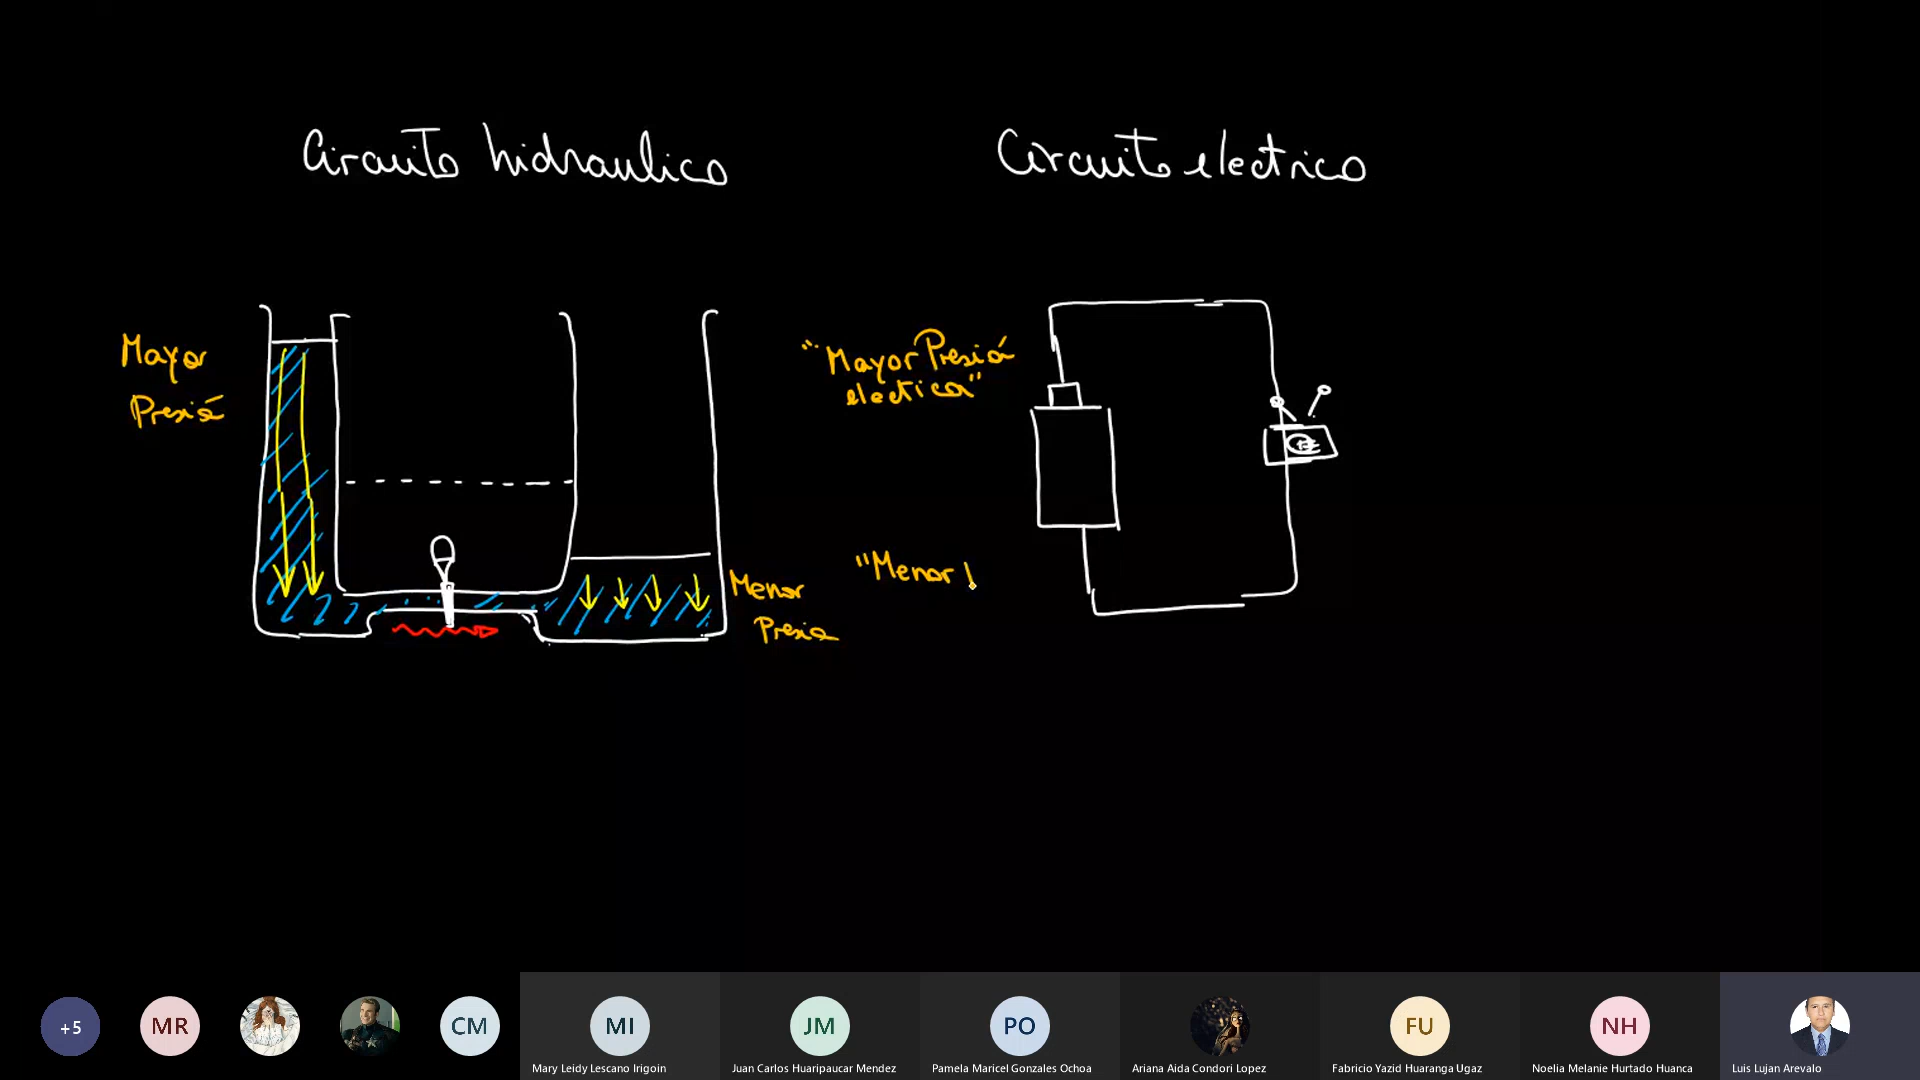 Circuito hidraulico
Circuito electrico
Mayor
Presió
"Mayor Presió
electica"
"Menor
Menor
Presio
+5
MR
CM
MI
JM
PO
FU
NH
Mary Leidy Lescano Irigoin
Juan Carlos Huaripaucar Mendez
Pamela Maricel Gonzales Ochoa
Ariana Aida Condori Lopez
Fabricio Yazid Huaranga Ugaz
Noelia Melanie Hurtado Huanca
Luis Lujan Arevalo